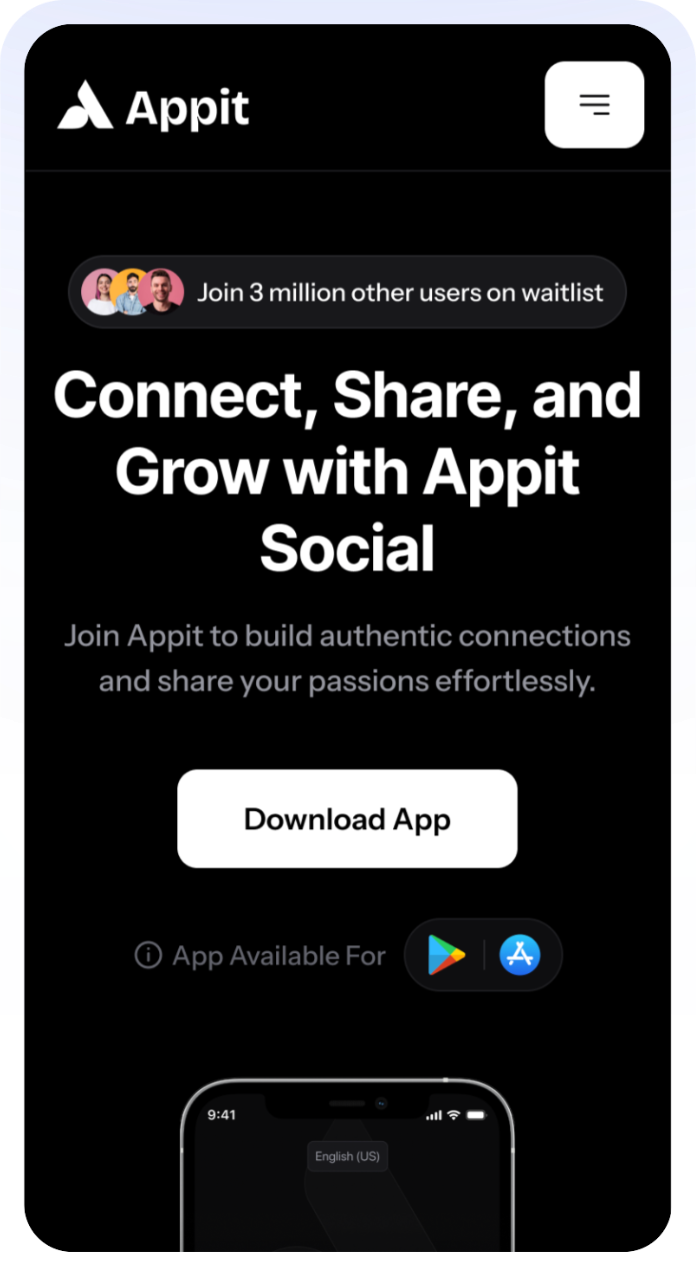 Appit
Join 3 million other users on waitlist
Connect, Share, and
Grow with Appit
Social
Join Appit to build authentic connections
and share your passions effortlessly.
Download App
App Available For
9:41
English (US)